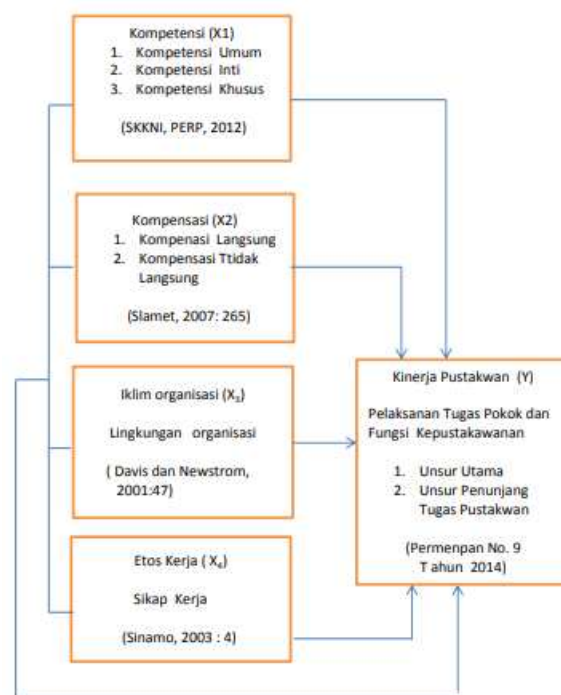 Kompetensi (X1)
1. Kompetensi Umum
2. Kompetensi Inti
3. Kompetensi Khusus
(SKKNI, PERP, 2012)
Kompensasi (X2)
1. Kompenasi Langsung
2. Kompensasi Ttidak
Langsung
(Slamet, 2007: 265)
Iklim organisasi (X₃)
Lingkungan organisasi
( Davis dan Newstrom,
2001:47)
Etos Kerja ( X₄)
Sikap Kerja
(Sinamo, 2003 : 4)
Kinerja Pustakwan (Y)
Pelaksanan Tugas Pokok dan
Fungsi Kepustakawanan
1. Unsur Utama
2. Unsur Penunjang
Tugas Pustakwan
(Permenpan No. 9
T ahun 2014)